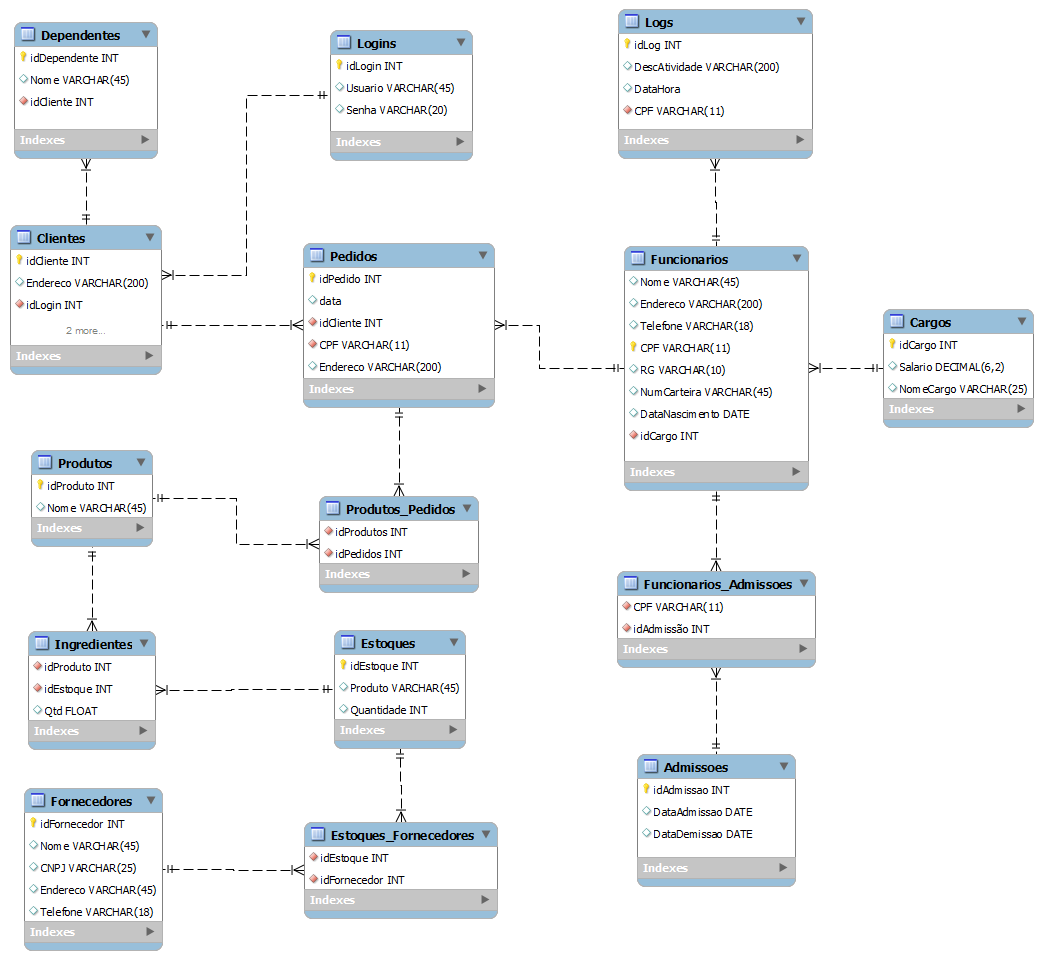 Dependentes
idDependente INT
Nome VARCHAR(45)
idCliente INT
Indexes
Logins
idLogin INT
Usuario VARCHAR(45)
Senha VARCHAR(20)
Indexes
Logs
idLog INT
DescAtividade VARCHAR(200)
DataHora
CPF VARCHAR(11)
Indexes
Clientes
idCliente INT
Endereco VARCHAR(200)
idLogin INT
2 more...
Indexes
Pedidos
idPedido INT
data
idCliente INT
CPF VARCHAR(11)
Endereco VARCHAR(200)
Indexes
Funcionarios
Nome VARCHAR(45)
Endereco VARCHAR(200)
Telefone VARCHAR(18)
CPF VARCHAR(11)
RG VARCHAR(10)
NumCarteira VARCHAR(45)
DataNascimento DATE
idCargo INT
Indexes
Cargos
idCargo INT
Salario DECIMAL(6,2)
NomeCargo VARCHAR(25)
Indexes
Produtos
idProduto INT
Nome VARCHAR(45)
Indexes
Produtos_Pedidos
idProdutos INT
idPedidos INT
Indexes
Funcionarios_Admissoes
CPF VARCHAR(11)
idAdmissão INT
Indexes
Ingredientes
idProduto INT
idEstoque INT
Qtd FLOAT
Indexes
Estoques
idEstoque INT
Produto VARCHAR(45)
Quantidade INT
Indexes
Admissoes
idAdmissao INT
DataAdmissao DATE
DataDemissao DATE
Indexes
Fornecedores
idFornecedor INT
Nome VARCHAR(45)
CNPJ VARCHAR(25)
Endereco VARCHAR(45)
Telefone VARCHAR(18)
Indexes
Estoques_Fornecedores
idEstoque INT
idFornecedor INT
Indexes